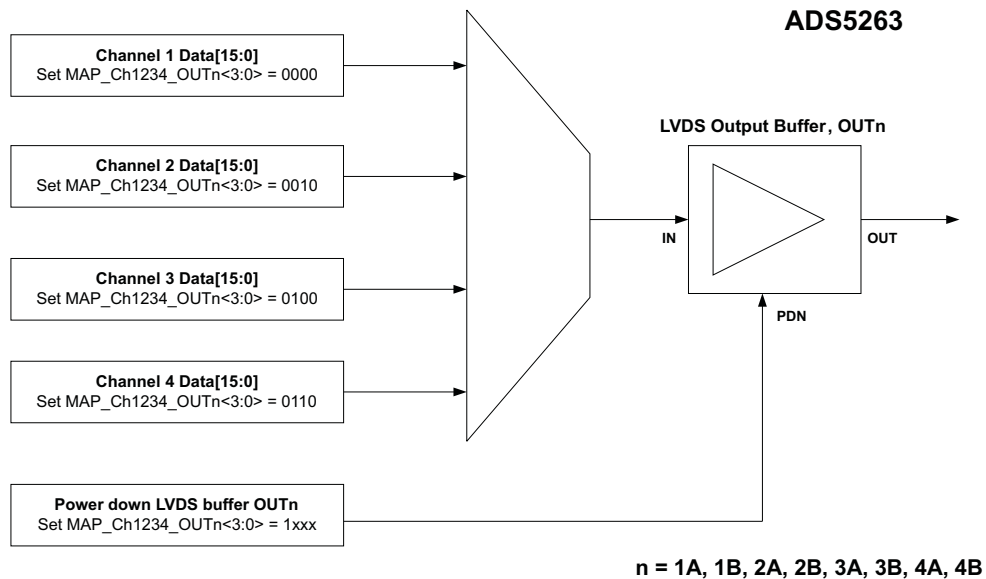 ADS5263
Channel 1 Data[15:0]
Set MAP_Ch1234_OUTn<3:0> = 0000
Channel 2 Data[15:0]
Set MAP_Ch1234_OUTn<3:0> = 0010
Channel 3 Data[15:0]
Set MAP_Ch1234_OUTn<3:0> = 0100
Channel 4 Data[15:0]
Set MAP_Ch1234_OUTn<3:0> = 0110
Power down LVDS buffer OUTn
Set MAP_Ch1234_OUTn<3:0> = 1xxx
LVDS Output Buffer, OUTn
IN
OUT
PDN
n = 1A, 1B, 2A, 2B, 3A, 3B, 4A, 4B